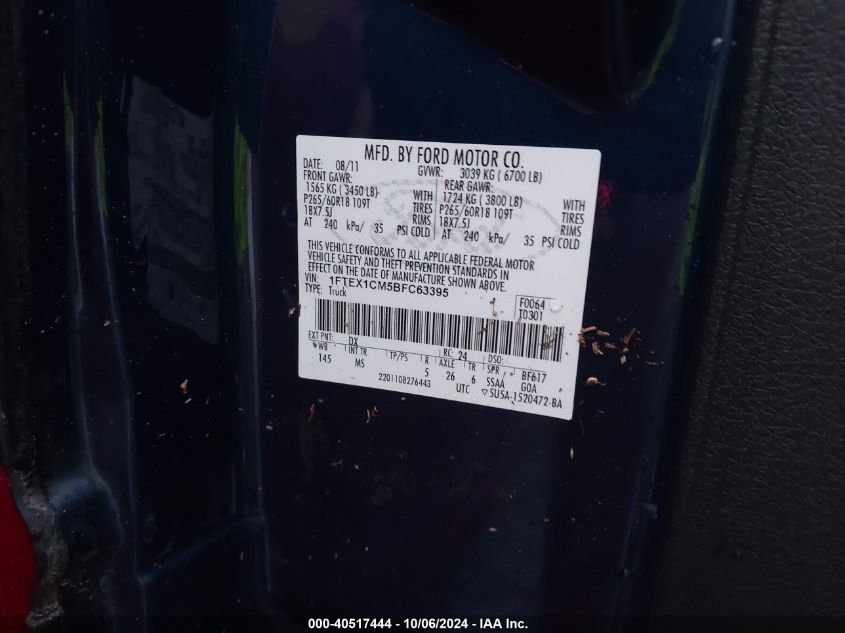 MFD. BY FORD MOTOR CO.
DATE: 08/11 GVWR: 3039 KG ( 6700 LB)
FRONT GAWR: REAR GAWR:
1565 KG ( 3450 LB) WITH 1724 KG ( 3800 LB) WITH
P265/60R18 109T TIRES P265/60R18 109T TIRES
18X7.5J RIMS 18X7.5J RIMS
AT 240 kPa/ 35 PSI COLD AT 240 kPa/ 35 PSI COLD
THIS VEHICLE CONFORMS TO ALL APPLICABLE FEDERAL MOTOR
VEHICLE SAFETY AND THEFT PREVENTION STANDARDS IN
EFFECT ON THE DATE OF MANUFACTURE SHOWN ABOVE.
VIN: 1FTEX1CM5BFC63395 F0064
TYPE: Truck T0301
EXT PNT: DX RC: 24 DSO:
WB INT TR TP/PS R AXLE TR SPR BF617
145 MS 5 26 6 SSAA GOA
2201108276443 UTC ▽5U5A-1520472-BA
000-40517444 - 10/06/2024 - IAA Inc.